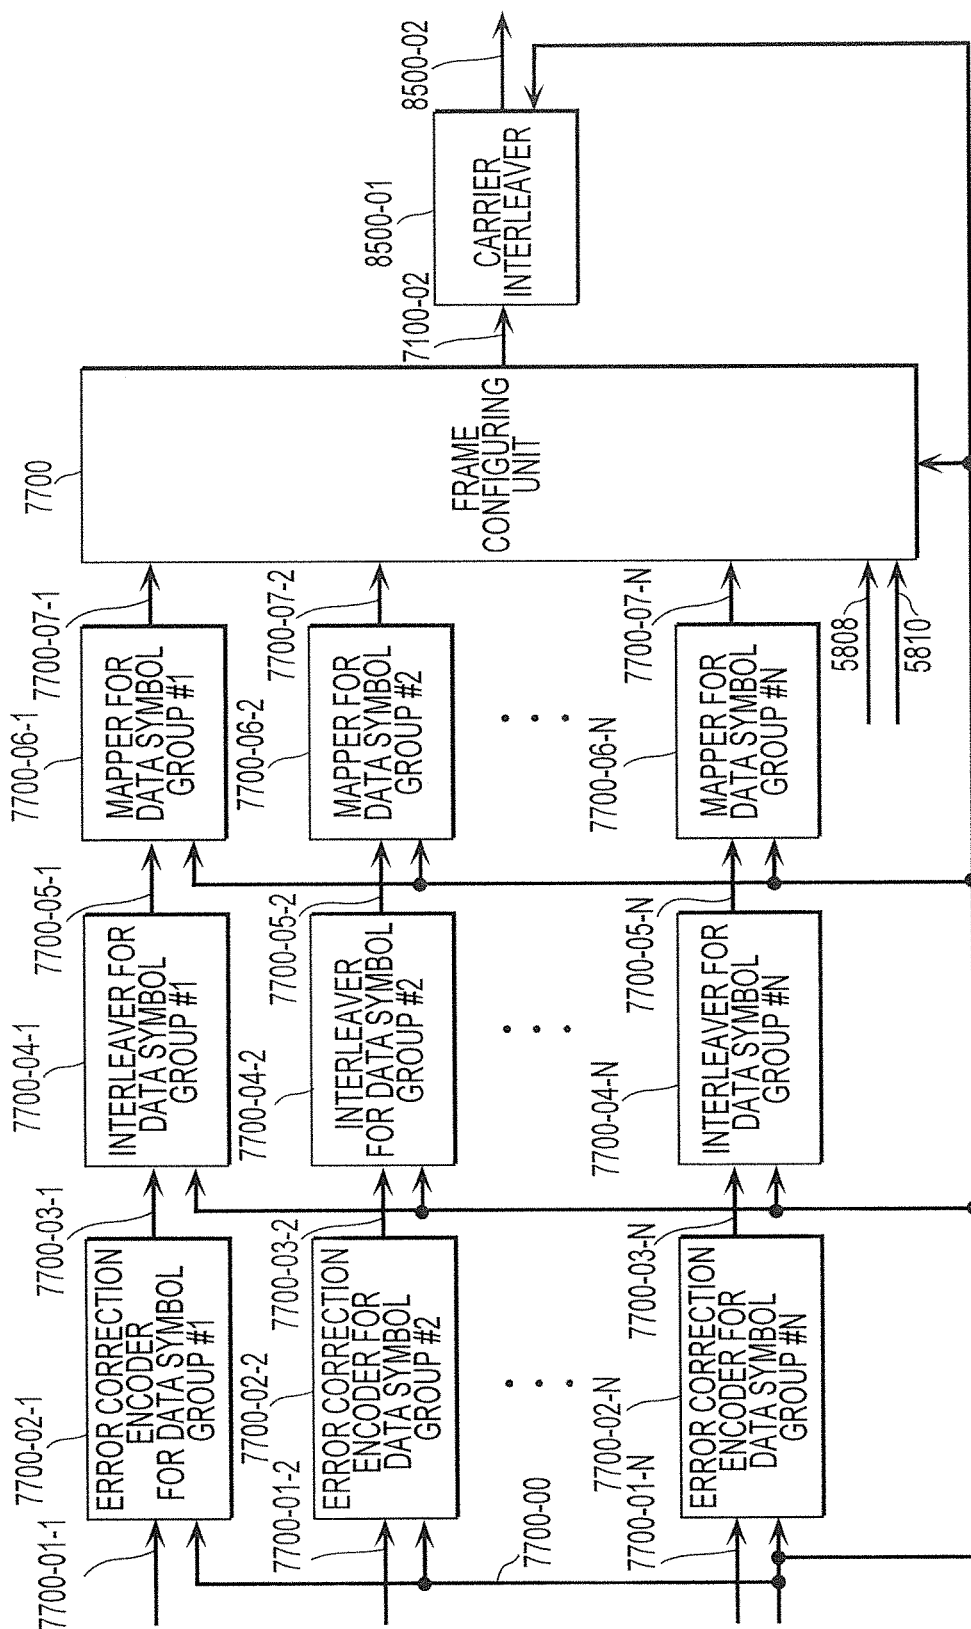 7700-01-1
7700-02-1
ERROR CORRECTION
ENCODER
FOR DATA SYMBOL
GROUP #1
7700-03-1
7700-04-1
INTERLEAVER FOR
DATA SYMBOL
GROUP #1
7700-05-1
7700-06-1
MAPPER FOR
DATA SYMBOL
GROUP #1
7700-07-1
7700-01-2
7700-02-2
ERROR CORRECTION
ENCODER FOR
DATA SYMBOL
GROUP #2
7700-03-2
7700-04-2
INTERLEAVER
FOR DATA SYMBOL
GROUP #2
7700-05-2
7700-06-2
MAPPER FOR
DATA SYMBOL
GROUP #2
7700-07-2
7700-00
7700-01-N
7700-02-N
ERROR CORRECTION
ENCODER FOR
DATA SYMBOL
GROUP #N
7700-03-N
7700-04-N
INTERLEAVER FOR
DATA SYMBOL
GROUP #N
7700-05-N
7700-06-N
MAPPER FOR
DATA SYMBOL
GROUP #N
7700-07-N
5808
5810
7700
FRAME
CONFIGURING
UNIT
7100-02
8500-01
CARRIER
INTERLEAVER
8500-02